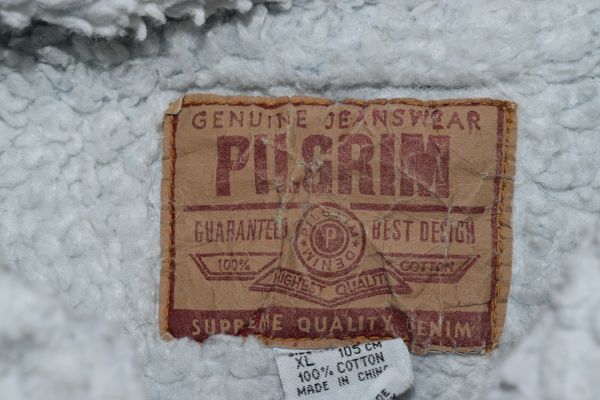 GENUINE JEANSWEAR
PILGRIM
GUARANTEED BEST DESIGN
PILGRIM
P
DENIM
100% COTTON
HIGHEST QUALITY
SUPREME QUALITY DENIM
XL 105 CM
100% COTTON
MADE IN CHINA